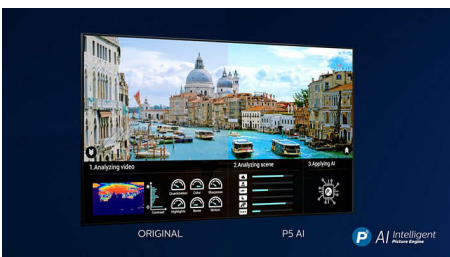 1.Analyzing video
2.Analyzing scene
3.Applying AI
Quantization Color Sharpness
Contrast
Highlights Noise Motion
ORIGINAL
P5 AI
P AI Intelligent
Picture Engine